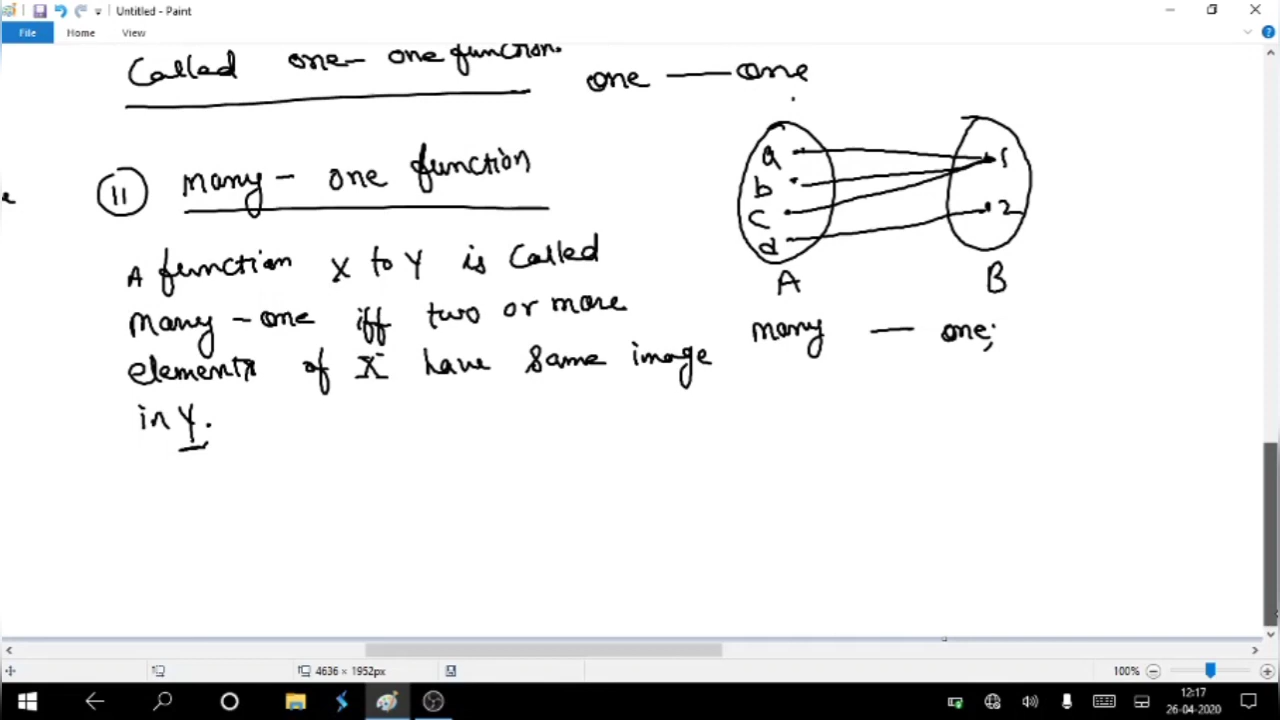 Untitled - Paint
File Home View
Called one - one function.
one — one
(11) many - one function
A function X to Y is called
many - one iff two or more
elements of X have same image
in Y.
a
b
c
d
1
2
A B
many — one;
4636 × 1952px
100%
12:17
26-04-2020